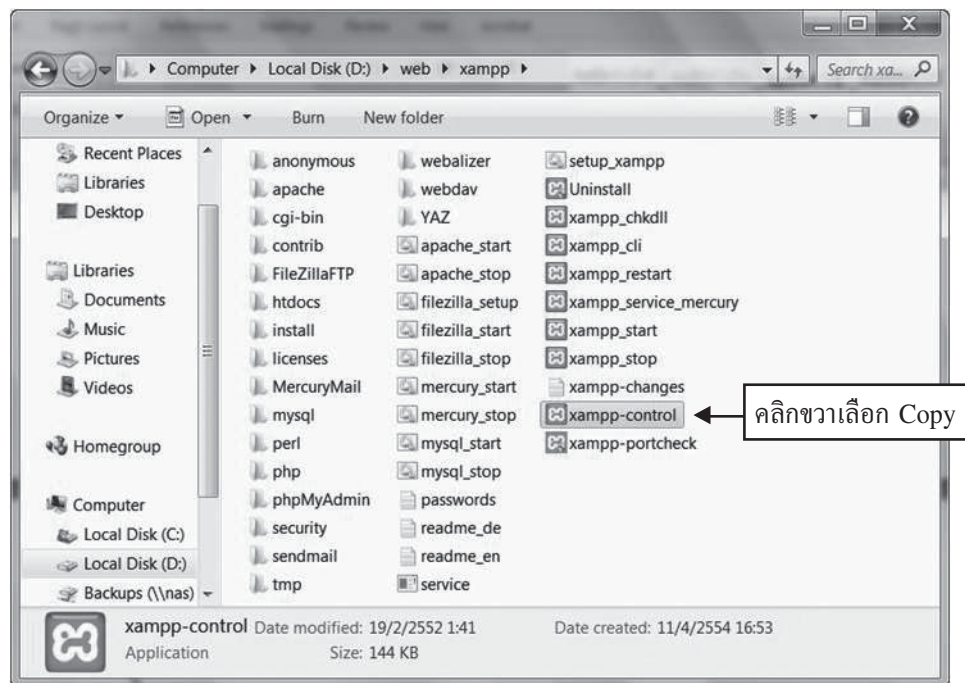 Computer Local Disk (D:) web xampp
Search xa...
Organize Open Burn New folder
Recent Places
Libraries
Desktop
Libraries
Documents
Music
Pictures
Videos
Homegroup
Computer
Local Disk (C:)
Local Disk (D:)
Backups (\\nas)
anonymous
apache
cgi-bin
contrib
FileZillaFTP
htdocs
install
licenses
MercuryMail
mysql
perl
php
phpMyAdmin
security
sendmail
tmp
webalizer
webdav
YAZ
apache_start
apache_stop
filezilla_setup
filezilla_start
filezilla_stop
mercury_start
mercury_stop
mysql_start
mysql_stop
passwords
readme_de
readme_en
service
setup_xampp
Uninstall
xampp_chkdll
xampp_cli
xampp_restart
xampp_service_mercury
xampp_start
xampp_stop
xampp-changes
xampp-control
xampp-portcheck
คลิกขวาเลือก Copy
xampp-control Date modified: 19/2/2552 1:41 Date created: 11/4/2554 16:53
Application Size: 144 KB